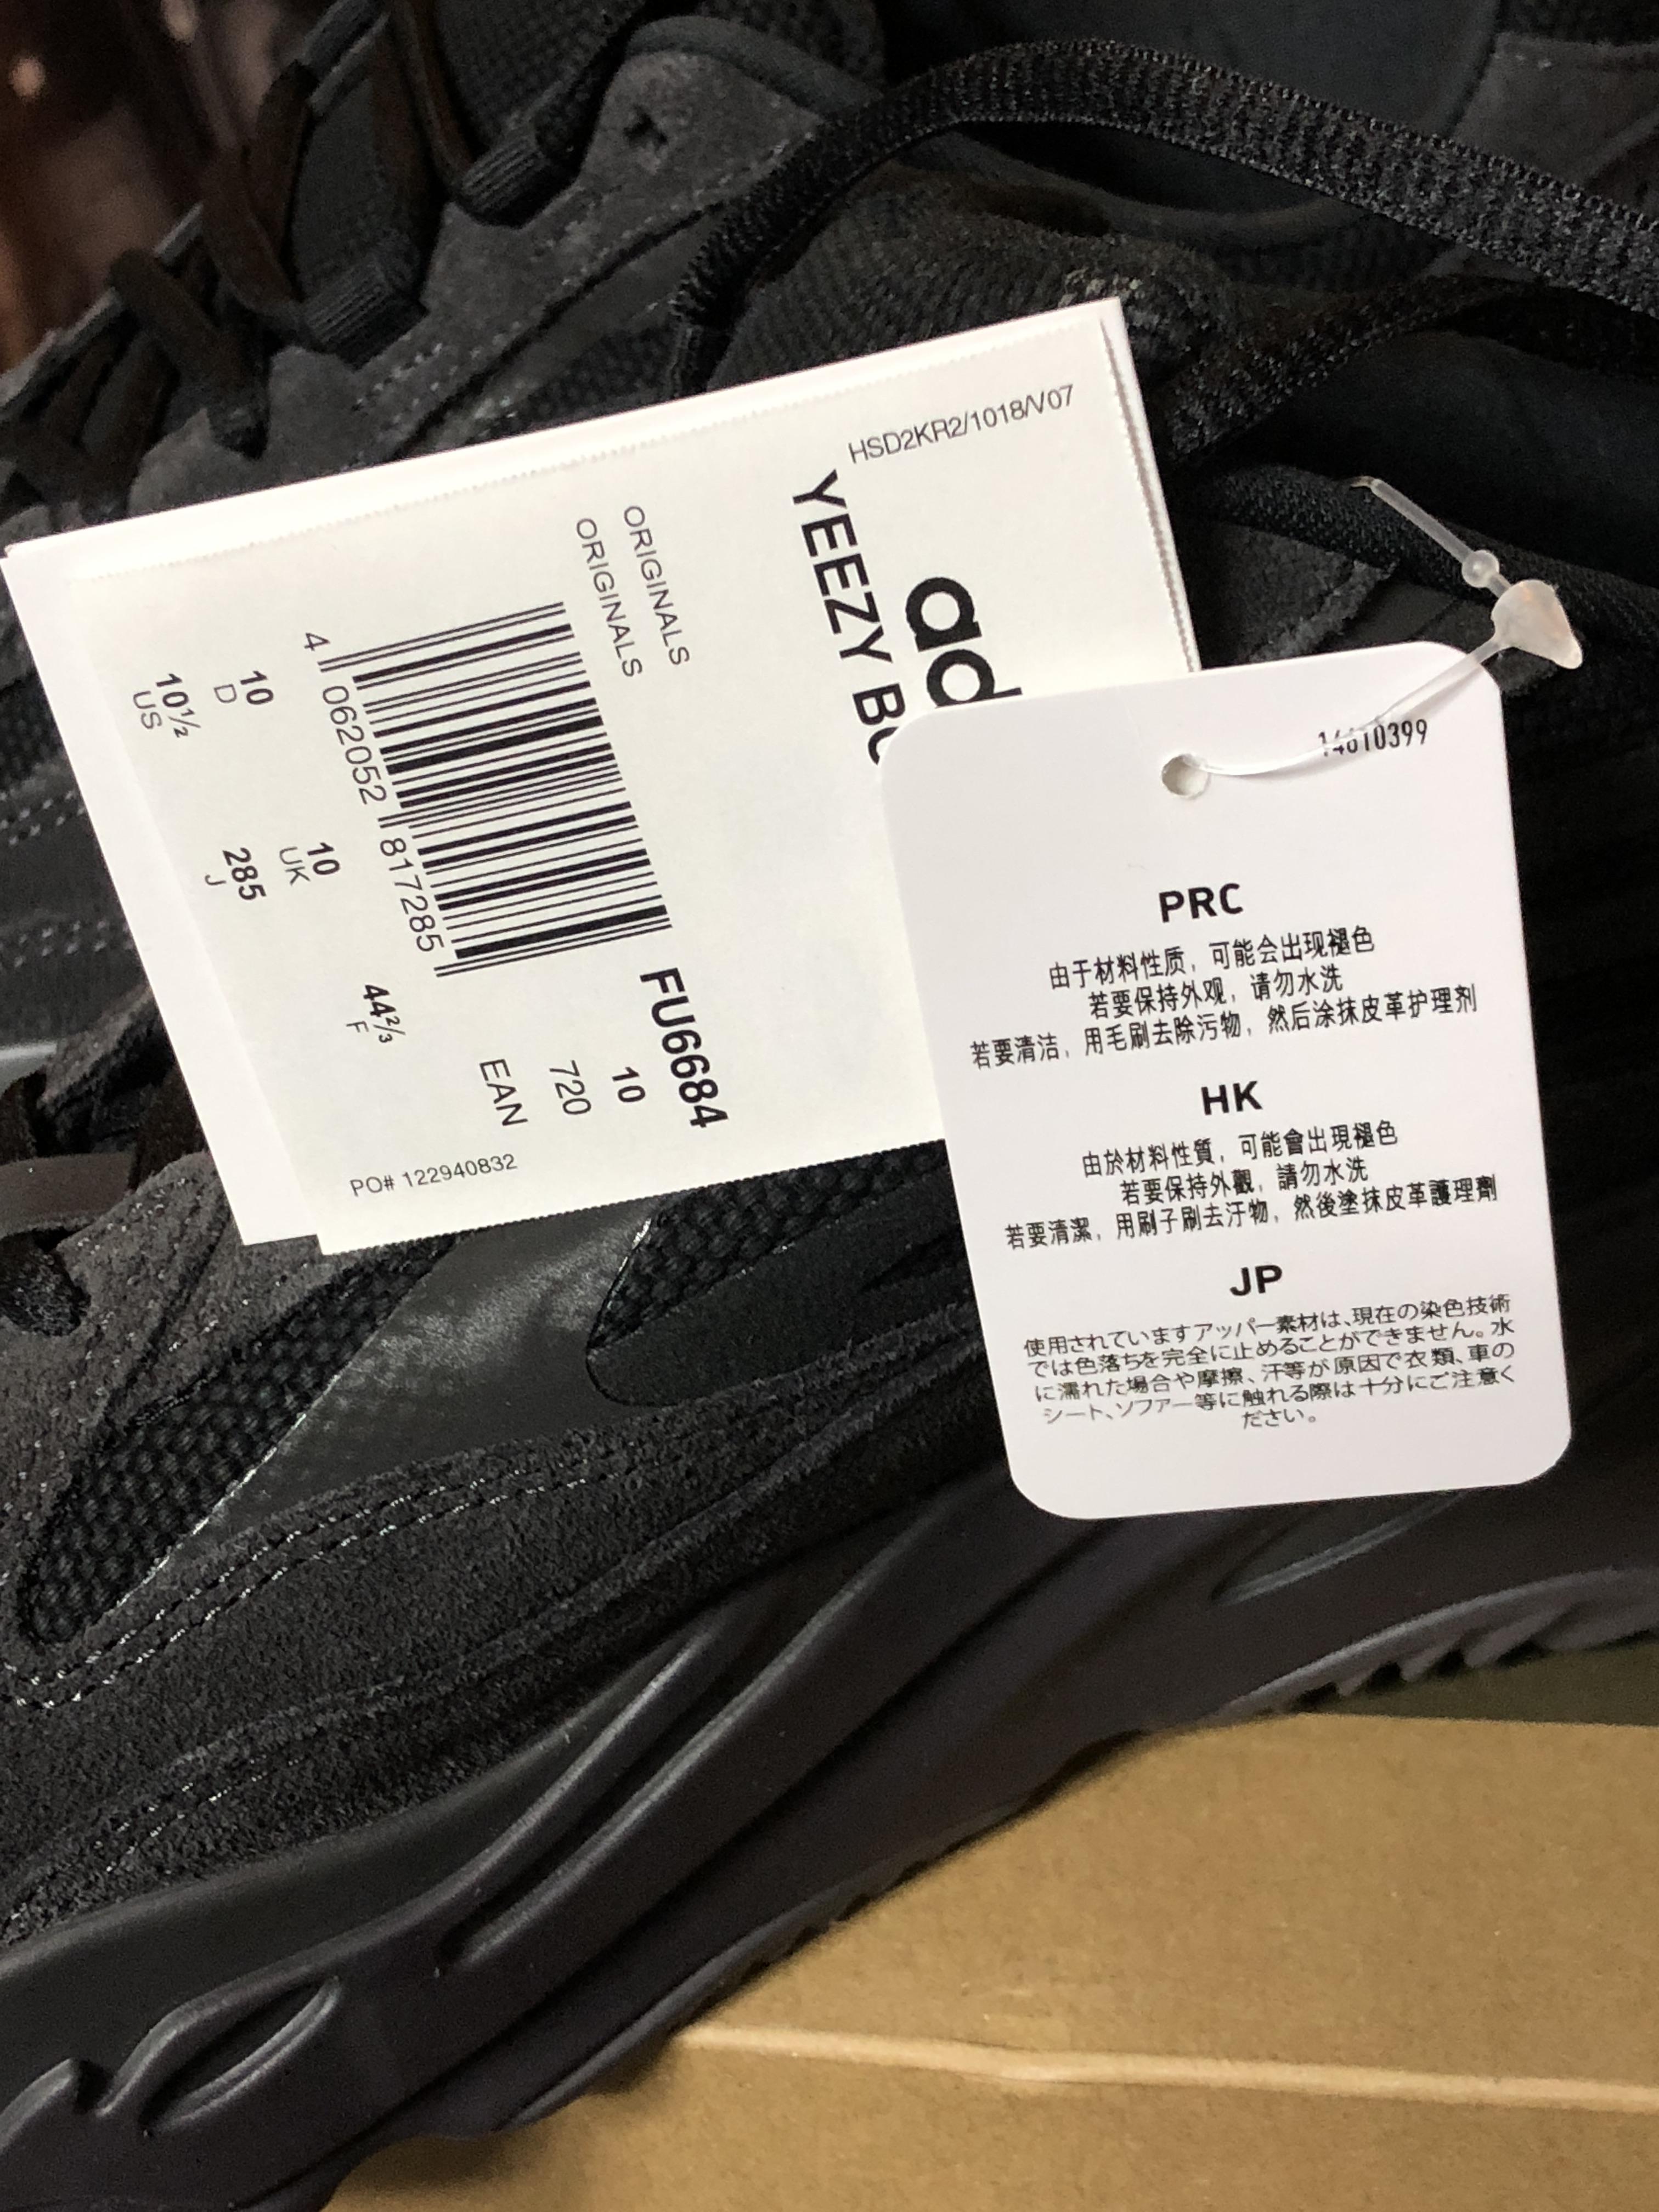 HSD2KR2/1018/V07
ad
YEEZY
ORIGINALS
ORIGINALS
FU6684
10
720
EAN
4 062052 817285
10
UK
44⅔
F
10
D
285
J
10½
US
PO# 122940832
14610399
PRC
由于材料性质，可能会出现褪色
若要保持外观，请勿水洗
若要清洁，用毛刷去除污物，然后涂抹皮革护理剂
HK
由於材料性質，可能會出現褪色
若要保持外觀，請勿水洗
若要清潔，用刷子刷去汙物，然後塗抹皮革護理劑
JP
使用されていますアッパー素材は、現在の染色技術
では色落ちを完全に止めることができません。水
に濡れた場合や摩擦、汗等が原因で衣類、車の
シート、ソファー等に触れる際は十分にご注意く
ださい。